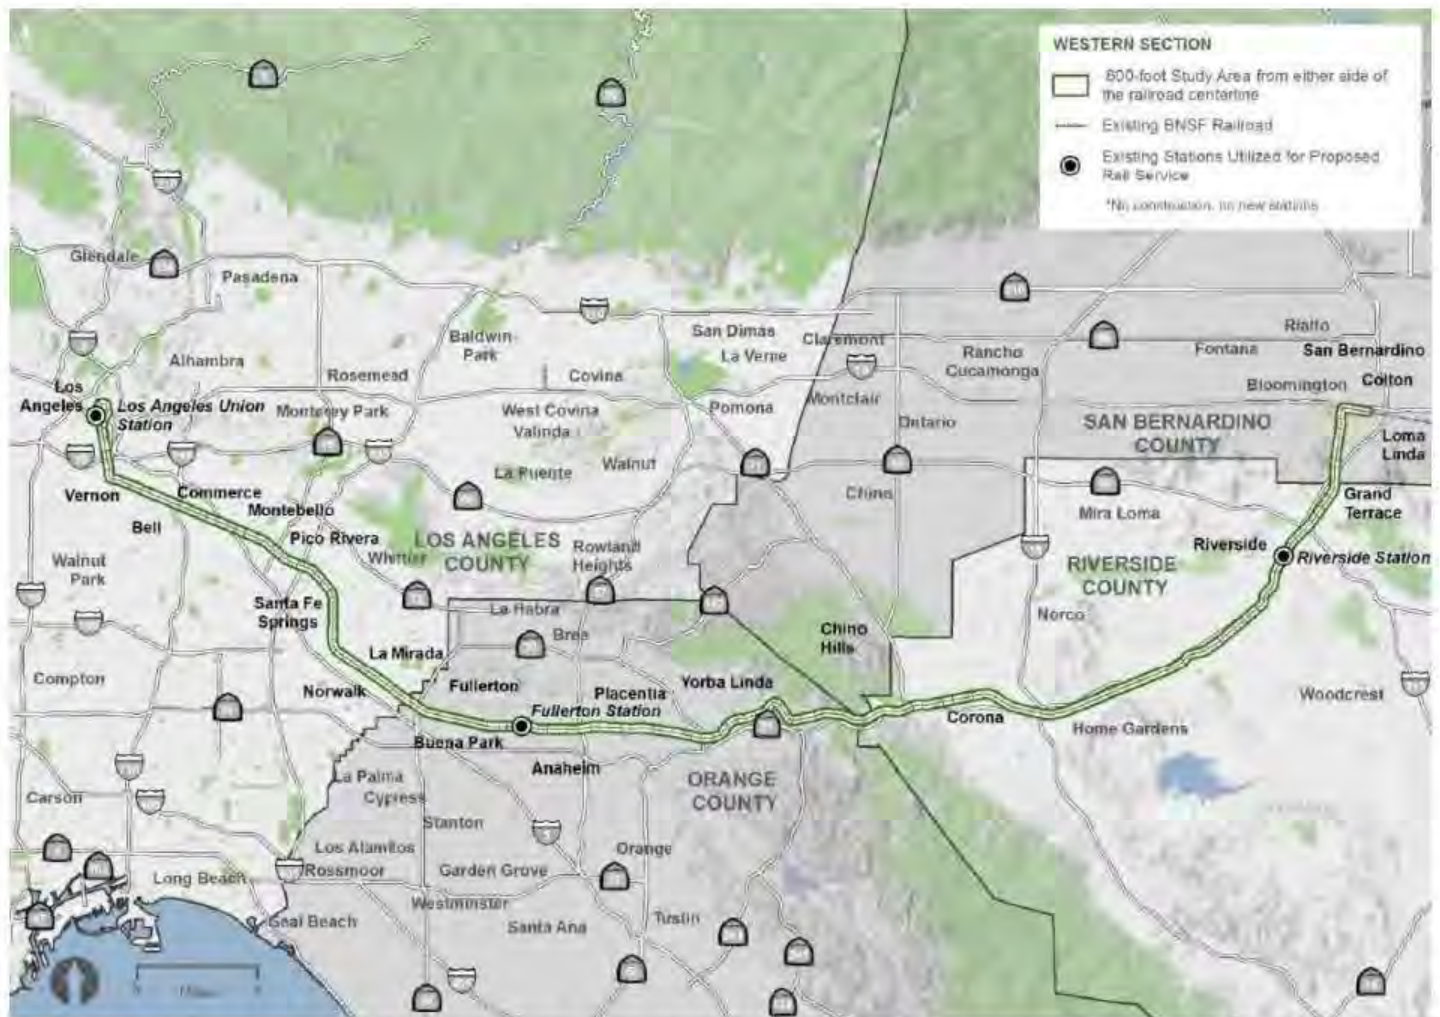 WESTERN SECTION
600-foot Study Area from either side of
the railroad centerline
Existing BNSF Railroad
Existing Stations Utilized for Proposed
Rail Service
*No construction, no new stations
Glendale
Pasadena
Baldwin
Park
San Dimas
Claremont
La Verne
Rancho
Cucamonga
Rialto
Fontana
San Bernardino
Alhambra
Rosemead
Covina
Bloomington
Colton
Los
Angeles
Los Angeles Union
Station
Monterey Park
West Covina
Valinda
Pomona
Montclair
Ontario
SAN BERNARDINO
COUNTY
Loma
Linda
La Puente
Walnut
Vernon
Commerce
Montebello
Chino
Grand
Terrace
Bell
Pico Rivera
Mira Loma
Whittier
LOS ANGELES
COUNTY
Rowland
Heights
Walnut
Park
Riverside
Riverside Station
RIVERSIDE
COUNTY
Santa Fe
Springs
La Habra
Brea
Norco
Chino
Hills
La Mirada
Compton
Norwalk
Fullerton
Placentia
Yorba Linda
Woodcrest
Fullerton Station
Corona
Home Gardens
Buena Park
Anaheim
La Palma
Cypress
ORANGE
COUNTY
Carson
Stanton
Los Alamitos
Orange
Rossmoor
Garden Grove
Long Beach
Westminster
Seal Beach
Santa Ana
Tustin